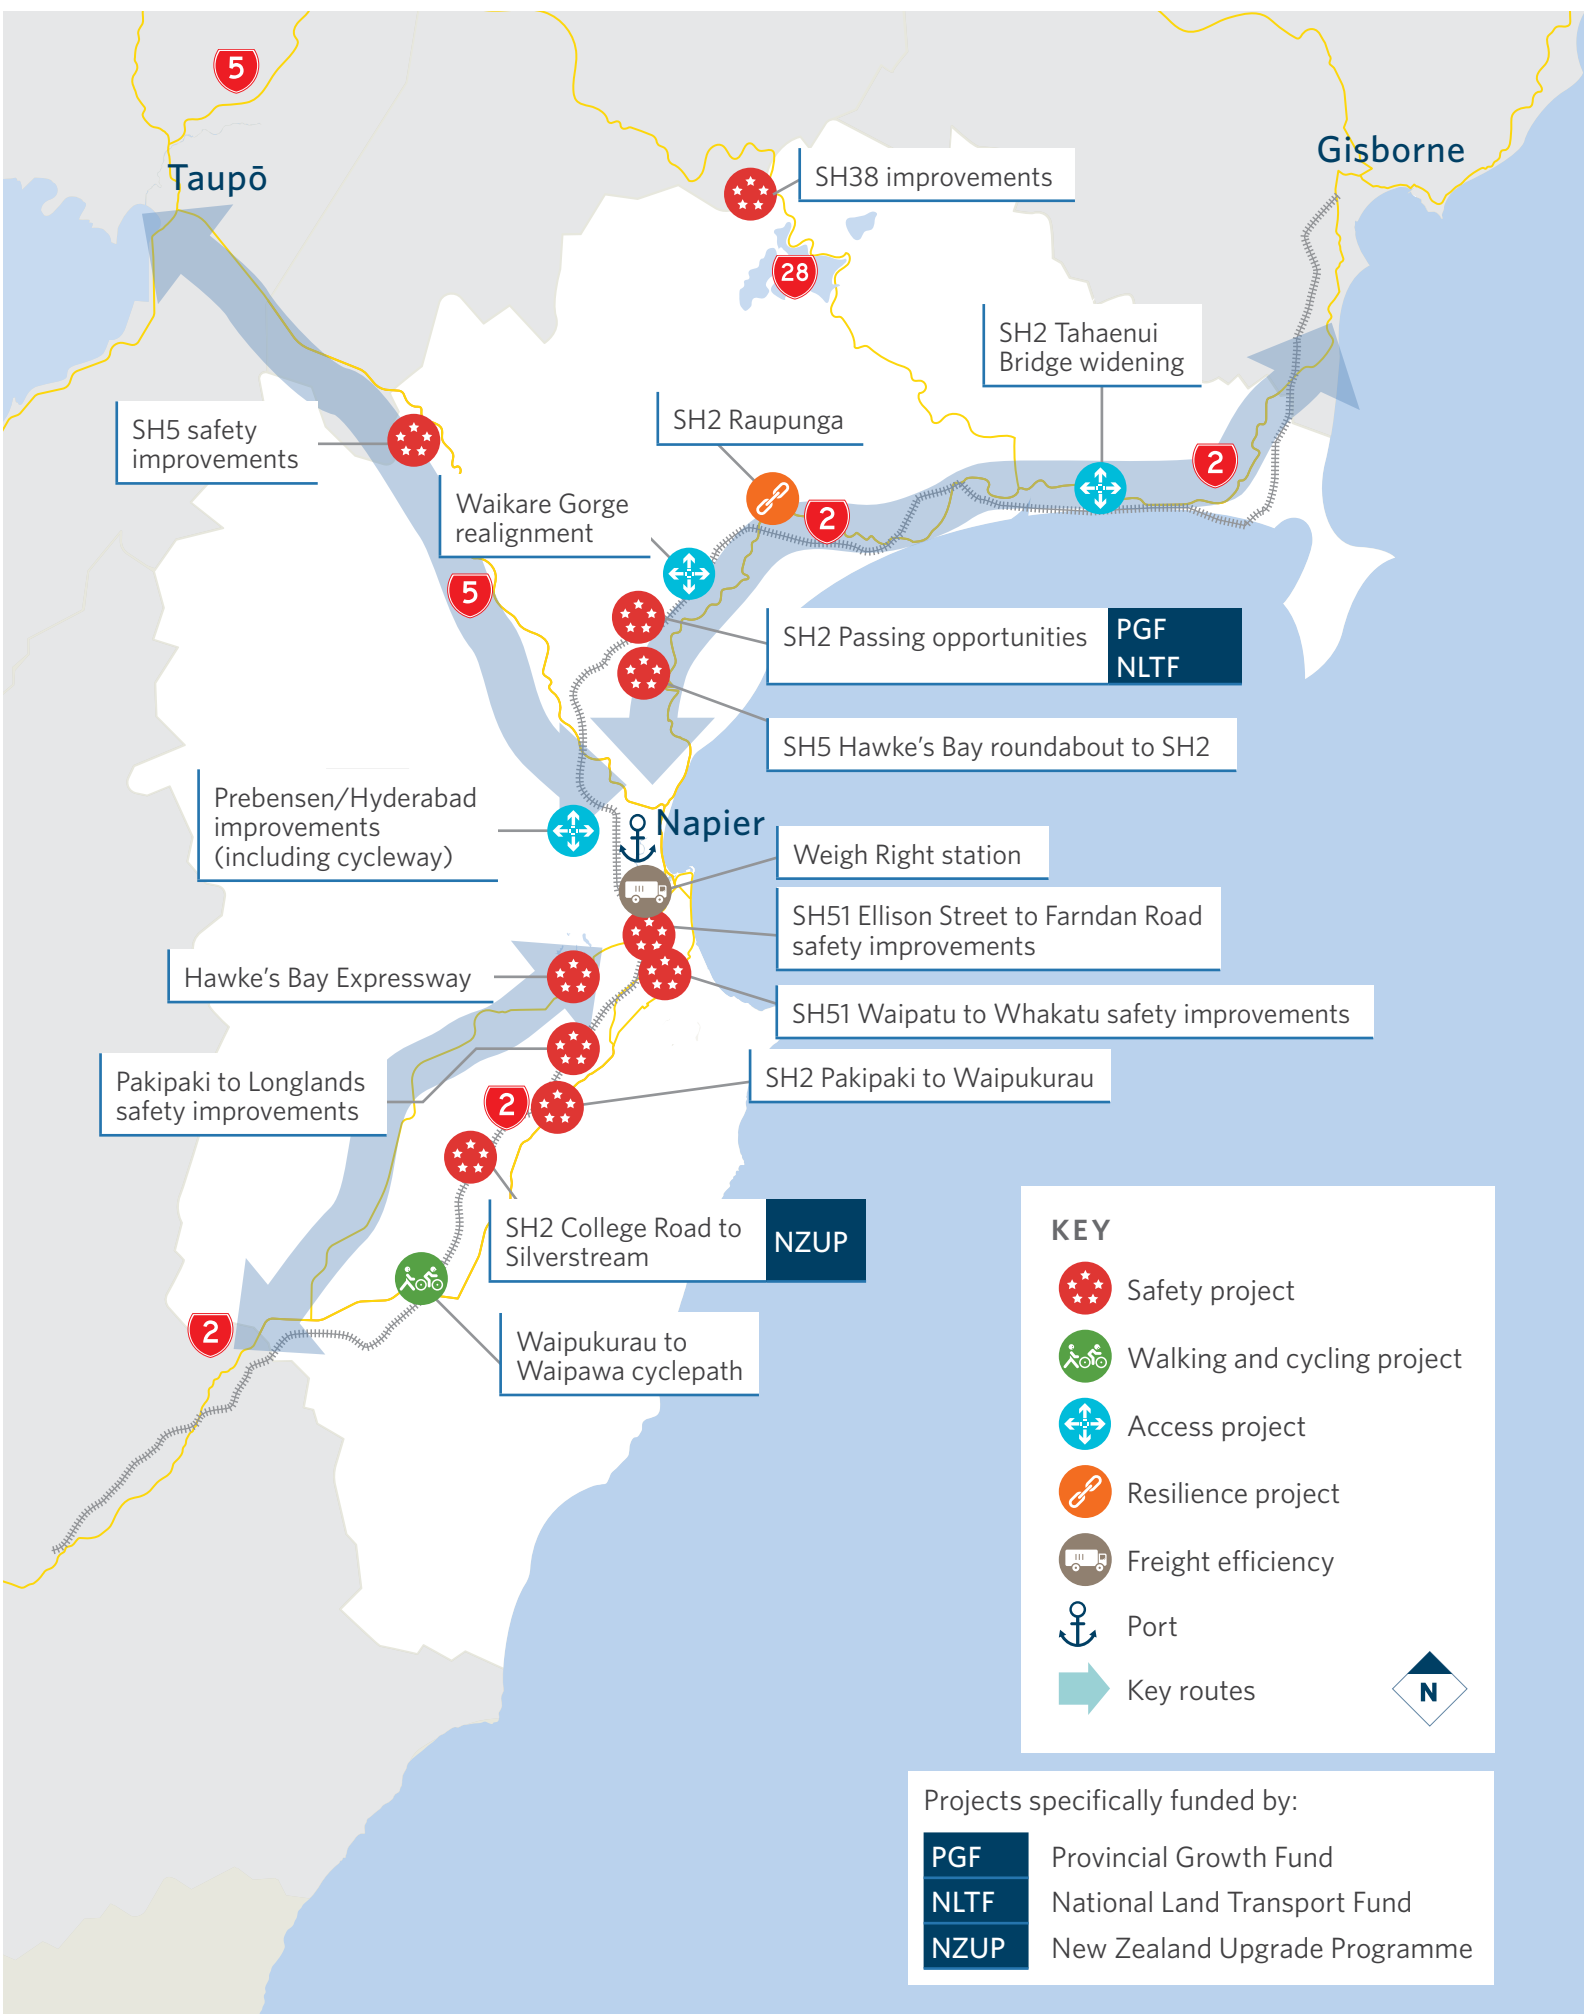 5
Taupō
Gisborne
SH38 improvements
28
SH2 Tahaenui
Bridge widening
SH5 safety
improvements
SH2 Raupunga
2
Waikare Gorge
realignment
2
5
SH2 Passing opportunities
PGF
NLTF
SH5 Hawke's Bay roundabout to SH2
Prebensen/Hyderabad
improvements
(including cycleway)
Napier
Weigh Right station
SH51 Ellison Street to Farndan Road
safety improvements
Hawke's Bay Expressway
SH51 Waipatu to Whakatu safety improvements
Pakipaki to Longlands
safety improvements
SH2 Pakipaki to Waipukurau
2
SH2 College Road to
Silverstream
NZUP
2
Waipukurau to
Waipawa cyclepath
KEY
Safety project
Walking and cycling project
Access project
Resilience project
Freight efficiency
Port
Key routes
N
Projects specifically funded by:
PGF Provincial Growth Fund
NLTF National Land Transport Fund
NZUP New Zealand Upgrade Programme